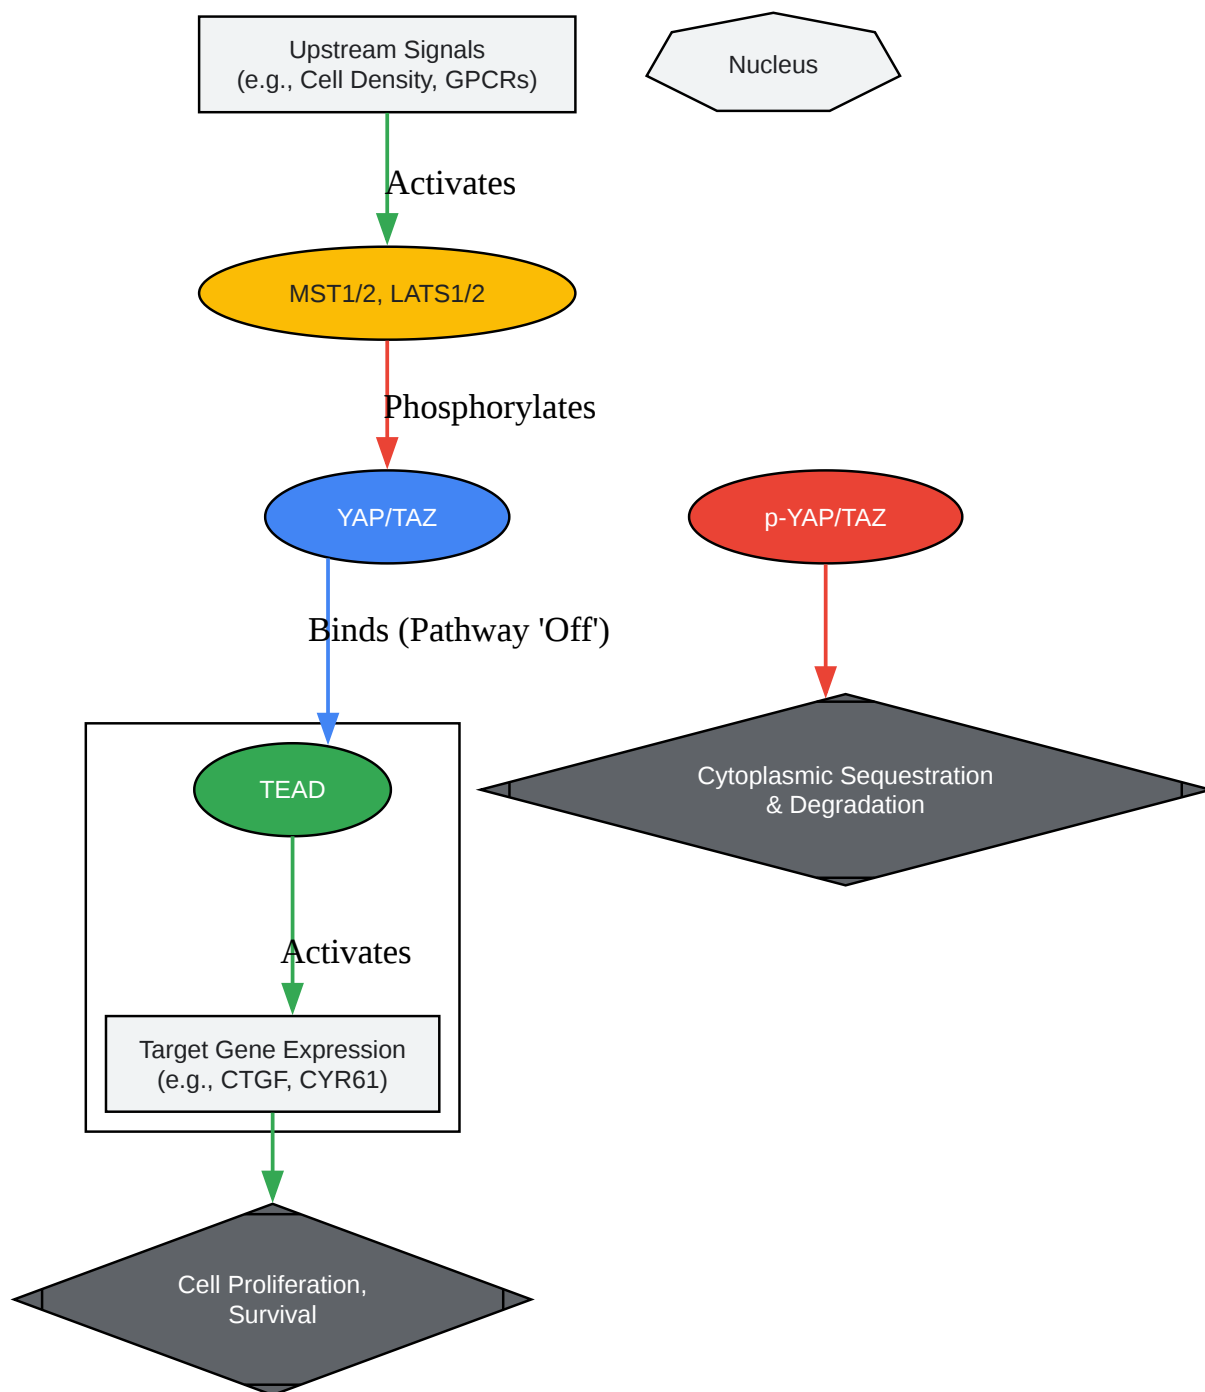 Upstream Signals
(e.g., Cell Density, GPCRs)
Nucleus
Activates
MST1/2, LATS1/2
Phosphorylates
YAP/TAZ
p-YAP/TAZ
Binds (Pathway 'Off')
TEAD
Cytoplasmic Sequestration
& Degradation
Activates
Target Gene Expression
(e.g., CTGF, CYR61)
Cell Proliferation,
Survival